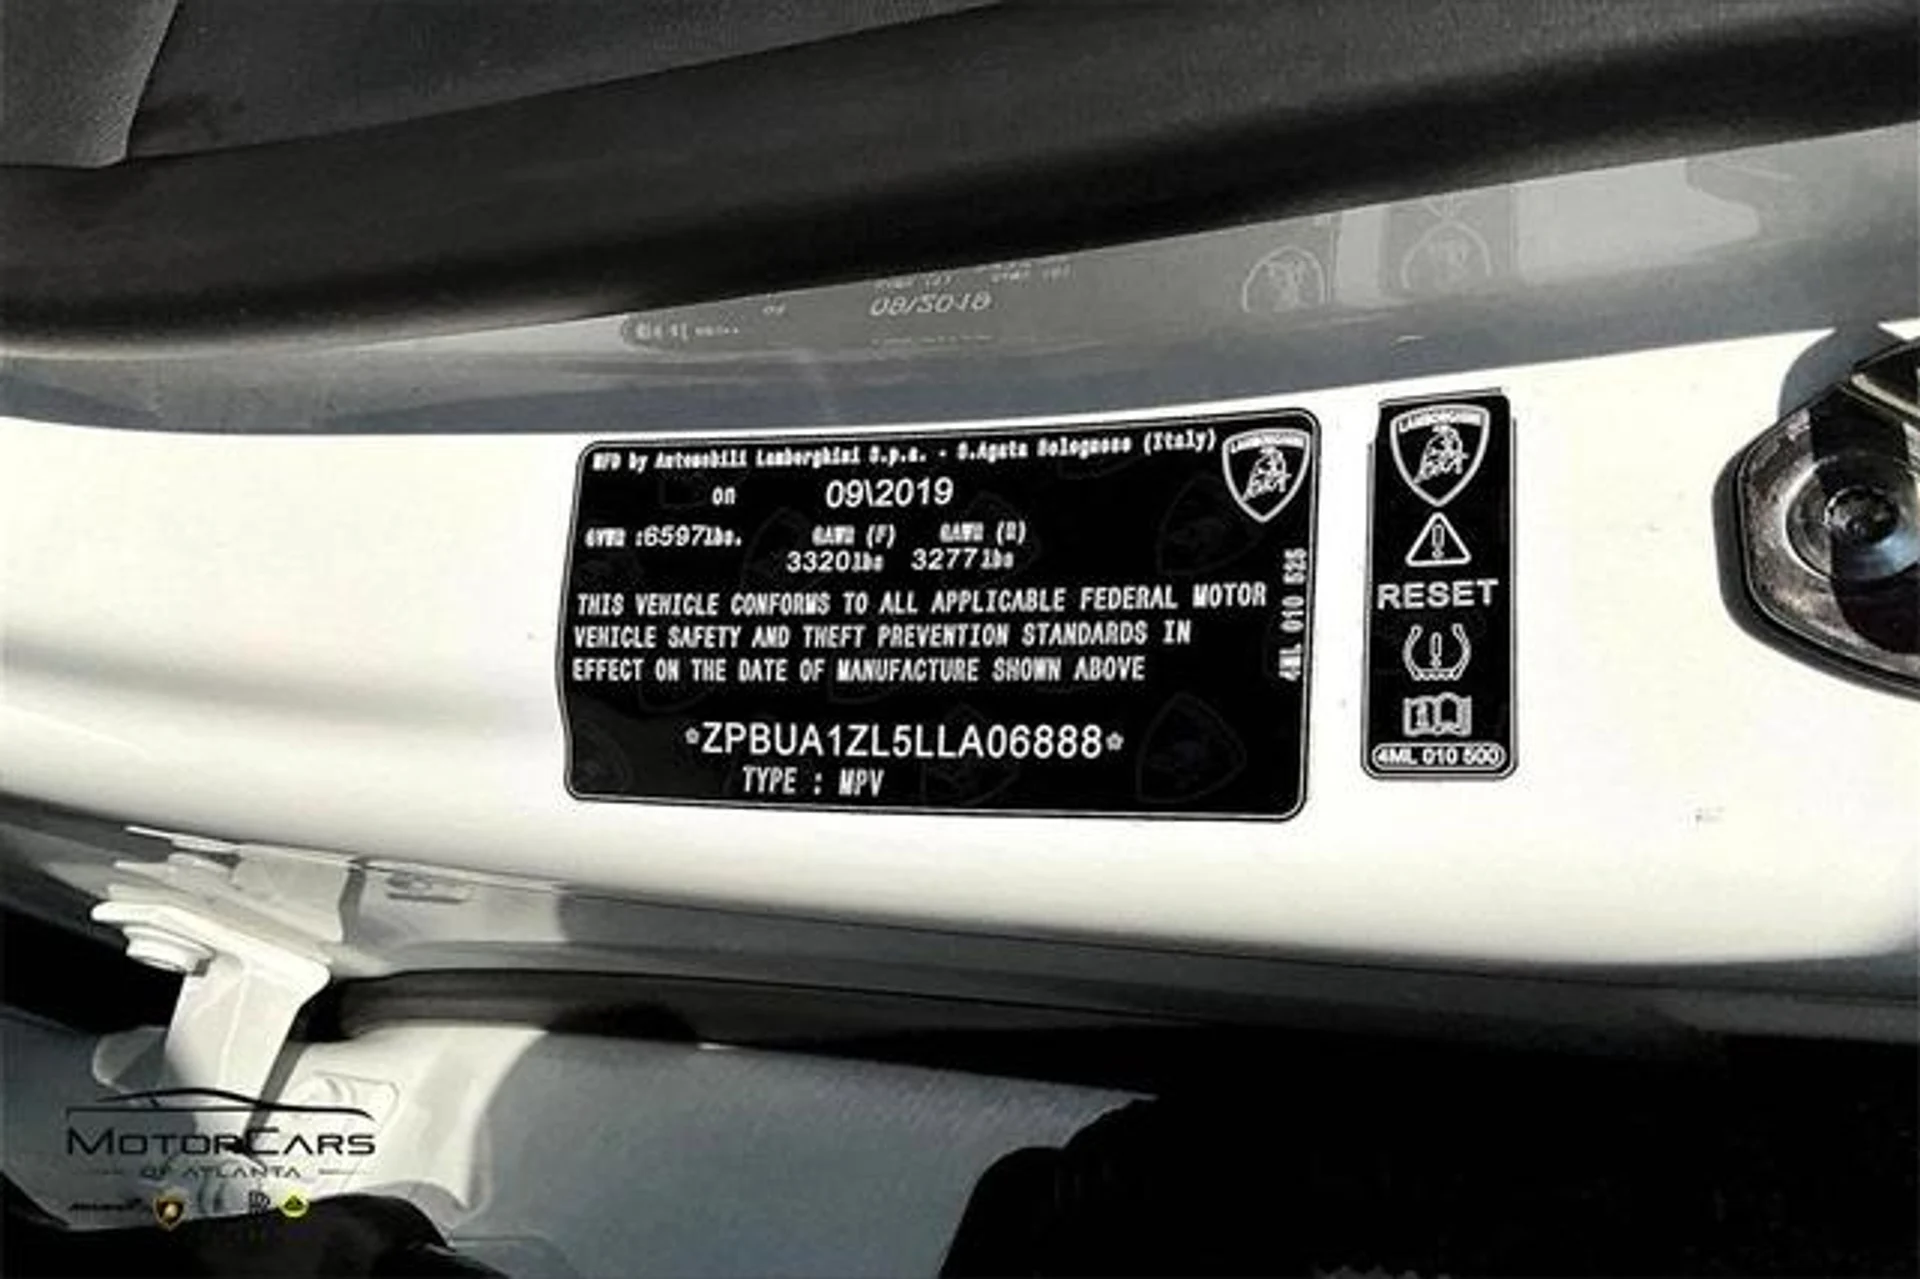 MFD by Automobili Lamborghini S.p.a. - S.Agata Bolognese (Italy)
on 09\2019
GVWR :6597lbs. GAWR (F) GAWR (R)
3320lbs 3277lbs
THIS VEHICLE CONFORMS TO ALL APPLICABLE FEDERAL MOTOR
VEHICLE SAFETY AND THEFT PREVENTION STANDARDS IN
EFFECT ON THE DATE OF MANUFACTURE SHOWN ABOVE
*ZPBUA1ZL5LLA06888*
TYPE : MPV
4ML 010 525
LAMBORGHINI
LAMBORGHINI
RESET
4ML 010 500
MOTORCARS
OF ATLANTA